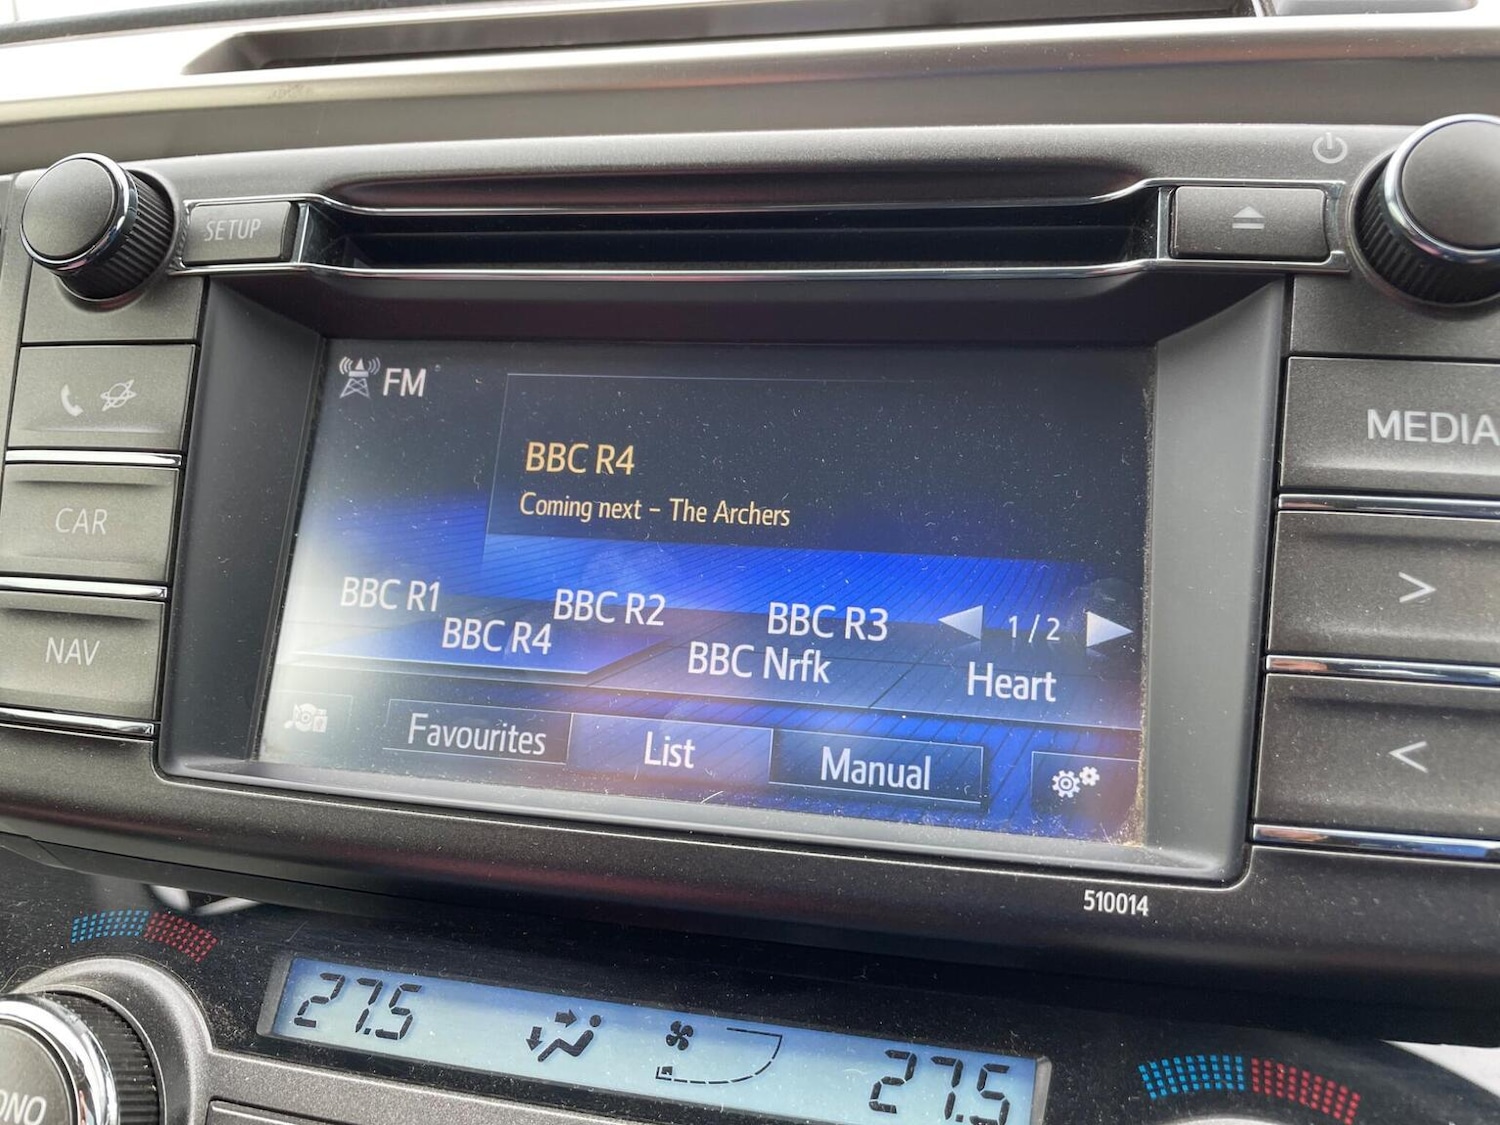 SETUP
FM
BBC R4
Coming next - The Archers
MEDIA
CAR
BBC R1 BBC R2 BBC R3 1/2
BBC R4 BBC Nrfk Heart
>
NAV
Favourites List Manual
<
510014
27.5 27.5
ONO